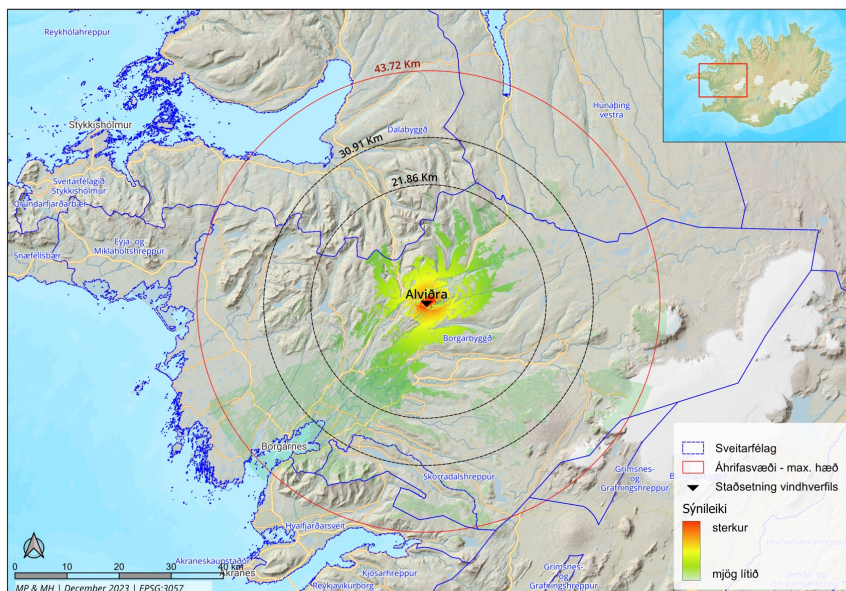 43.72 Km
Reykhólahreppur
Stykkishólmur
Dalabyggð
Húnaþing
vestra
30.91 Km
21.86 Km
Sveitarfélagið
Stykkishólmur
Grundarfjarðarbær
Eyja- og
Miklaholtshreppur
Snæfellsbær
Alviðra
Borgarbyggð
Borgarnes
Skorradalshreppur
Grímsnes-
og
Grafningshreppur
Hvalfjarðarsveit
Akraneskaupstaður
Akranes
Kjósarhreppur
Reykjavíkurborg
Grímsnes-
og
Grafningshreppur
Sveitarfélag
Áhrifasvæði - max. hæð
Staðsetning vindhverfils
Sýnileiki
sterkur
mjög lítið
0 10 20 30 40 km
MP & MH | December 2023 | EPSG:3057